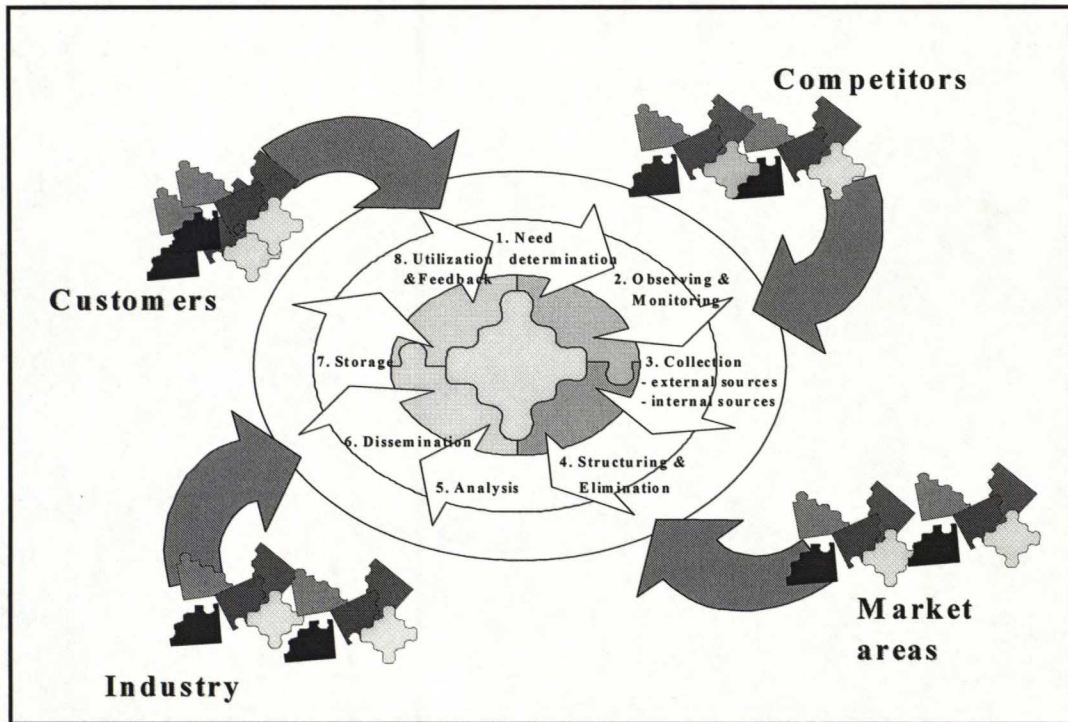 Competitors
Customers
1. Need
determination
2. Observing &
Monitoring
3. Collection
- external sources
- internal sources
4. Structuring &
Elimination
5. Analysis
6. Dissemination
7. Storage
8. Utilization
&Feedback
Market
areas
Industry